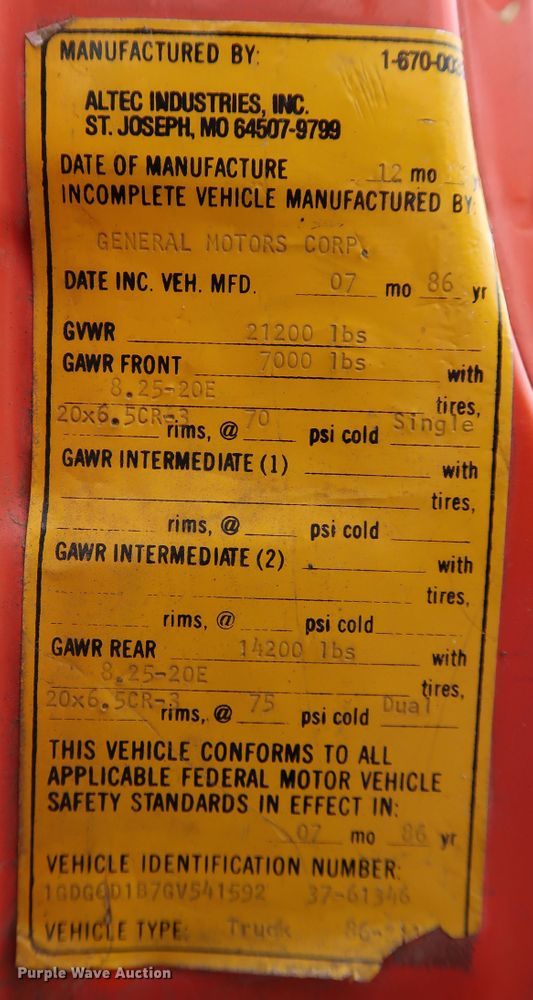 MANUFACTURED BY:
ALTEC INDUSTRIES, INC.
ST. JOSEPH, MO 64507-9799
DATE OF MANUFACTURE 12 mo
INCOMPLETE VEHICLE MANUFACTURED BY
GENERAL MOTORS CORP.
DATE INC. VEH. MFD. 07 mo 86 yr
GVWR 21200 lbs
GAWR FRONT 7000 lbs with
8.25-20E tires,
20x6.5CR-3 rims, @ 70 psi cold Single
GAWR INTERMEDIATE (1) with
tires,
rims, @ psi cold
GAWR INTERMEDIATE (2) with
tires,
rims, @ psi cold
GAWR REAR 14200 lbs with
8.25-20E tires,
20x6.5CR-3 rims, @ 75 psi cold Dual
THIS VEHICLE CONFORMS TO ALL
APPLICABLE FEDERAL MOTOR VEHICLE
SAFETY STANDARDS IN EFFECT IN:
07 mo 86 yr
VEHICLE IDENTIFICATION NUMBER:
37-61346
VEHICLE TYPE: Truck
Purple Wave Auction